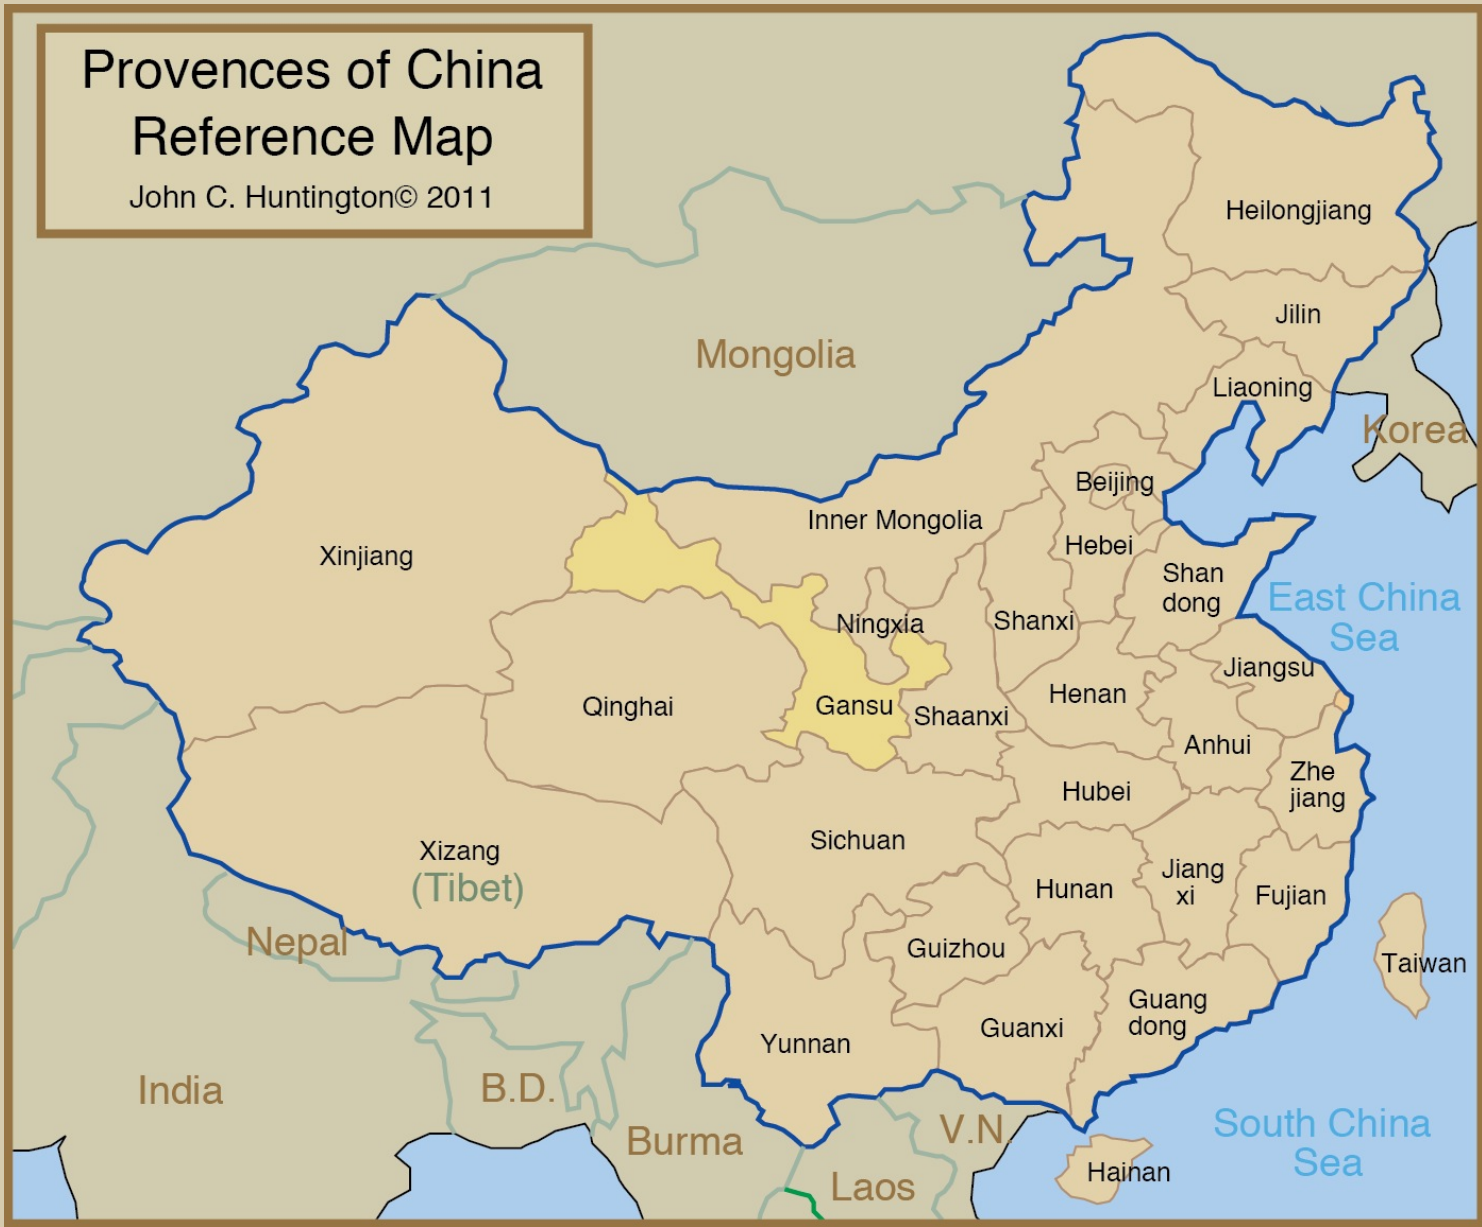 Provences of China
Reference Map
John C. Huntington© 2011
Heilongjiang
Jilin
Mongolia
Liaoning
Korea
Beijing
Inner Mongolia
Hebei
Xinjiang
Shan
dong
East China
Sea
Ningxia
Shanxi
Jiangsu
Qinghai
Gansu
Shaanxi
Henan
Anhui
Zhe
jiang
Hubei
Sichuan
Xizang
(Tibet)
Hunan
Jiang
xi
Fujian
Nepal
Guizhou
Taiwan
Guang
dong
Guanxi
Yunnan
India
B.D.
Burma
V.N.
South China
Sea
Laos
Hainan